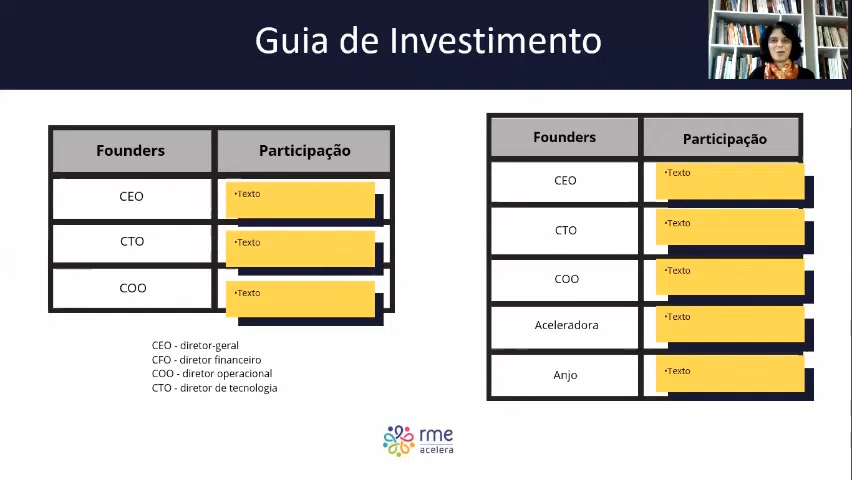 Guia de Investimento
Founders Participação
CEO •Texto
CTO •Texto
COO •Texto
CEO - diretor-geral
CFO - diretor financeiro
COO - diretor operacional
CTO - diretor de tecnologia
Founders Participação
CEO •Texto
CTO •Texto
COO •Texto
Aceleradora •Texto
Anjo •Texto
rme
acelera